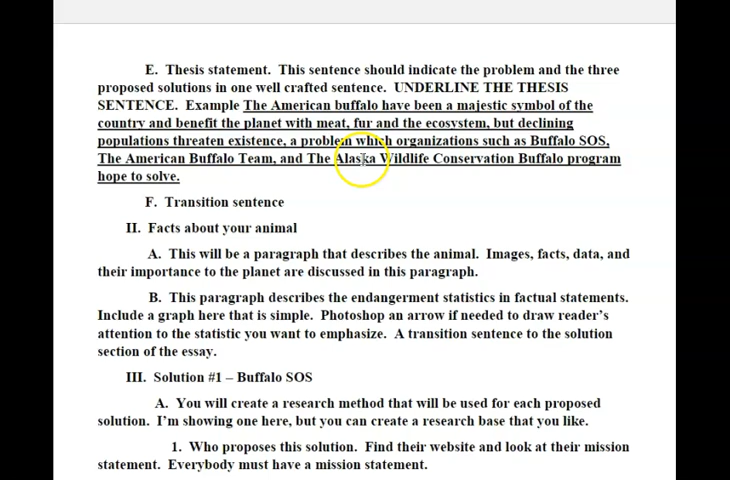 E. Thesis statement. This sentence should indicate the problem and the three
proposed solutions in one well crafted sentence. UNDERLINE THE THESIS
SENTENCE. Example The American buffalo have been a majestic symbol of the
country and benefit the planet with meat, fur and the ecosystem, but declining
populations threaten existence, a problem which organizations such as Buffalo SOS,
The American Buffalo Team, and The Alaska Wildlife Conservation Buffalo program
hope to solve.
F. Transition sentence
II. Facts about your animal
A. This will be a paragraph that describes the animal. Images, facts, data, and
their importance to the planet are discussed in this paragraph.
B. This paragraph describes the endangerment statistics in factual statements.
Include a graph here that is simple. Photoshop an arrow if needed to draw reader's
attention to the statistic you want to emphasize. A transition sentence to the solution
section of the essay.
III. Solution #1 – Buffalo SOS
A. You will create a research method that will be used for each proposed
solution. I'm showing one here, but you can create a research base that you like.
1. Who proposes this solution. Find their website and look at their mission
statement. Everybody must have a mission statement.